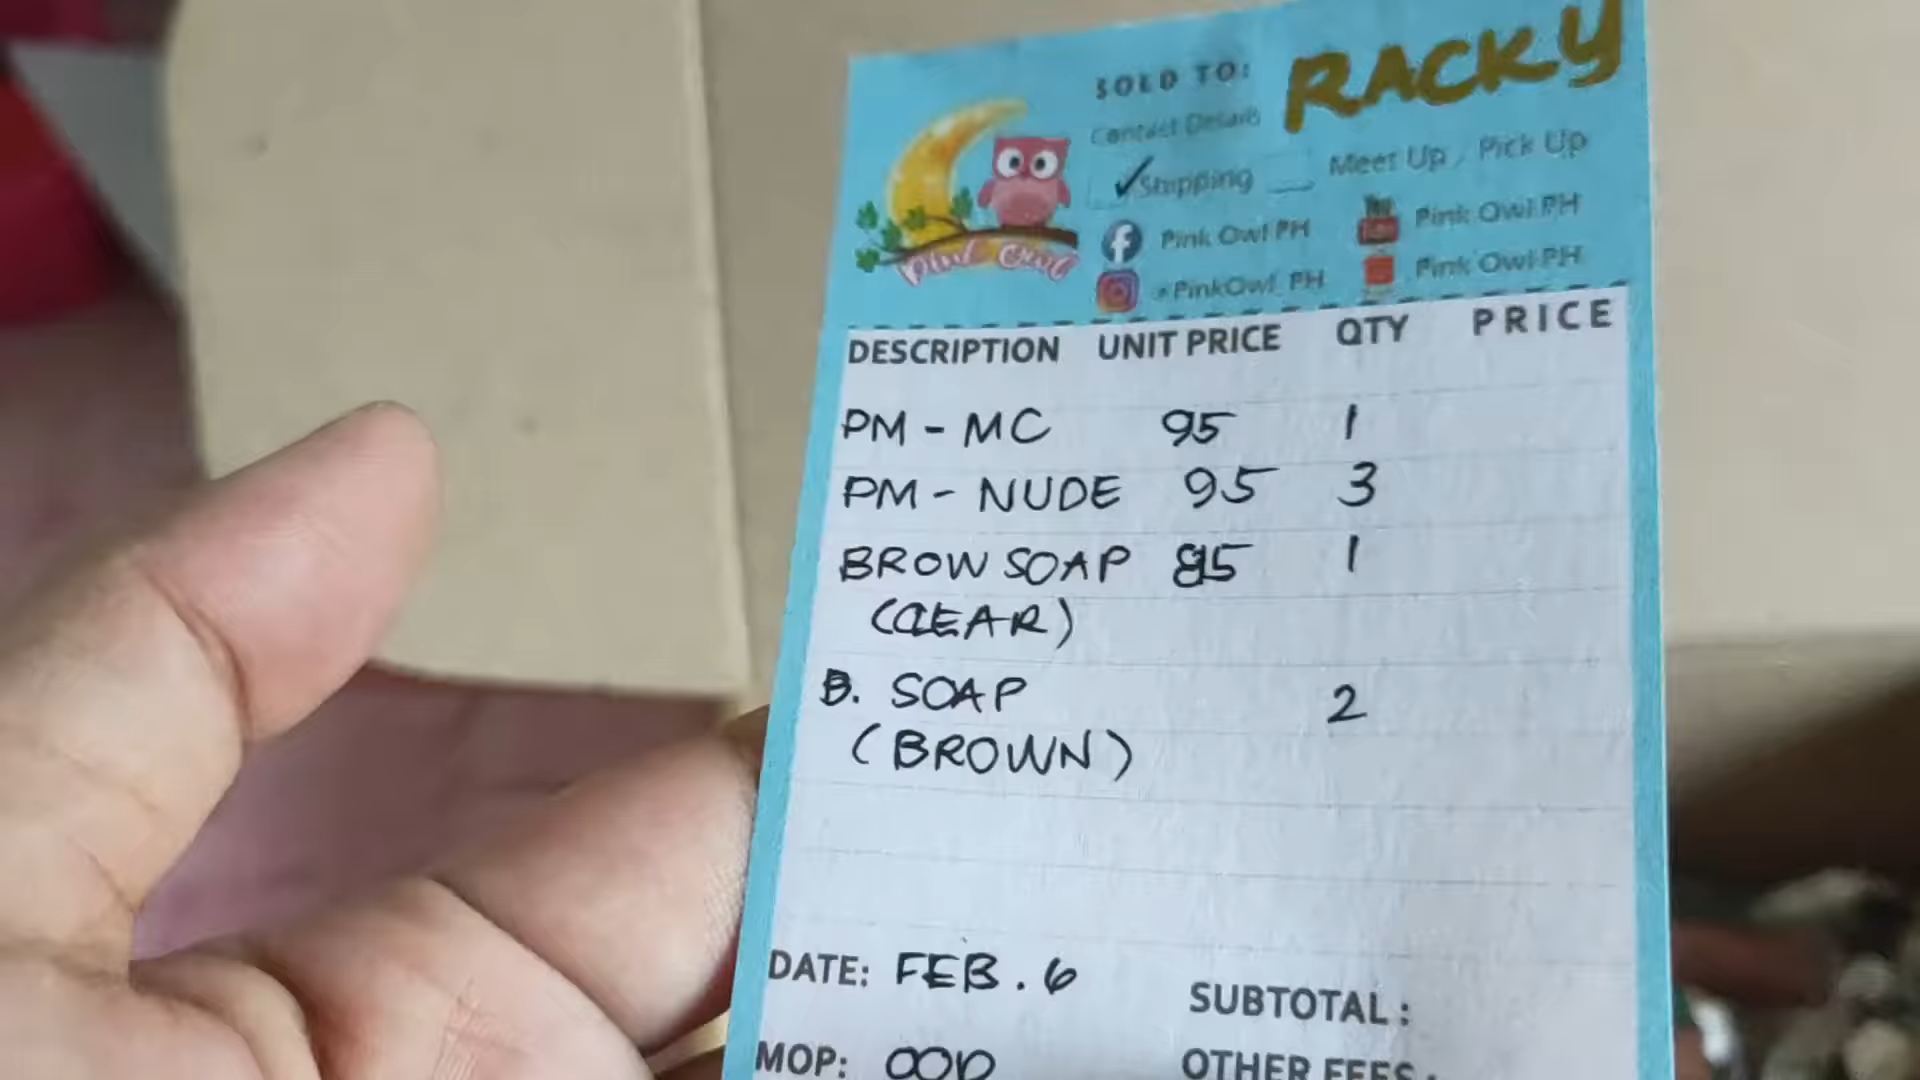 SOLD TO: RACKY
Contact Details
✓ Shipping __ Meet Up / Pick Up
Pink Owl PH
Pink Owl PH
@PinkOwl_PH
Pink Owl PH
Pink Owl
DESCRIPTION UNIT PRICE QTY PRICE
PM - MC 95 1
PM - NUDE 95 3
BROW SOAP 85 1
(CLEAR)
B. SOAP 2
(BROWN)
DATE: FEB. 6
SUBTOTAL:
MOP: OOD
OTHER FEES: